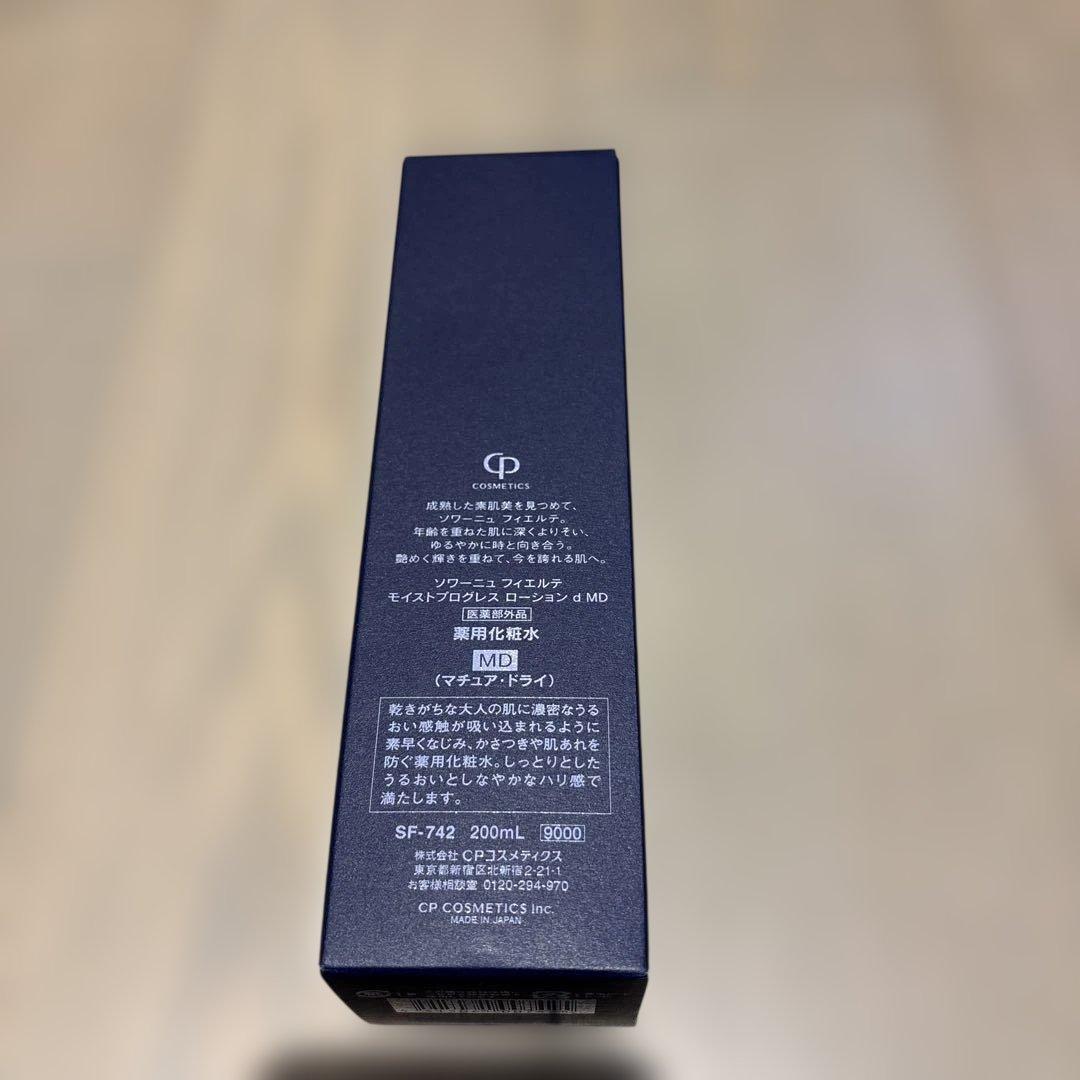 CP
COSMETICS
成熟した素肌美を見つめて、
ソワーニュ フィエルテ。
年齢を重ねた肌に深くよりそい、
ゆるやかに時と向き合う。
艶めく輝きを重ねて、今を誇れる肌へ。
ソワーニュ フィエルテ
モイストプログレス ローション d MD
医薬部外品
薬用化粧水
MD
(マチュア・ドライ)
乾きがちな大人の肌に濃密なうる
おい感触が吸い込まれるように
素早くなじみ、かさつきや肌あれを
防ぐ薬用化粧水。しっとりとした
うるおいとしなやかなハリ感で
満たします。
SF-742 200mL 9000
株式会社 CPコスメティクス
東京都新宿区北新宿2-21-1
お客様相談室 0120-294-970
CP COSMETICS Inc.
MADE IN JAPAN